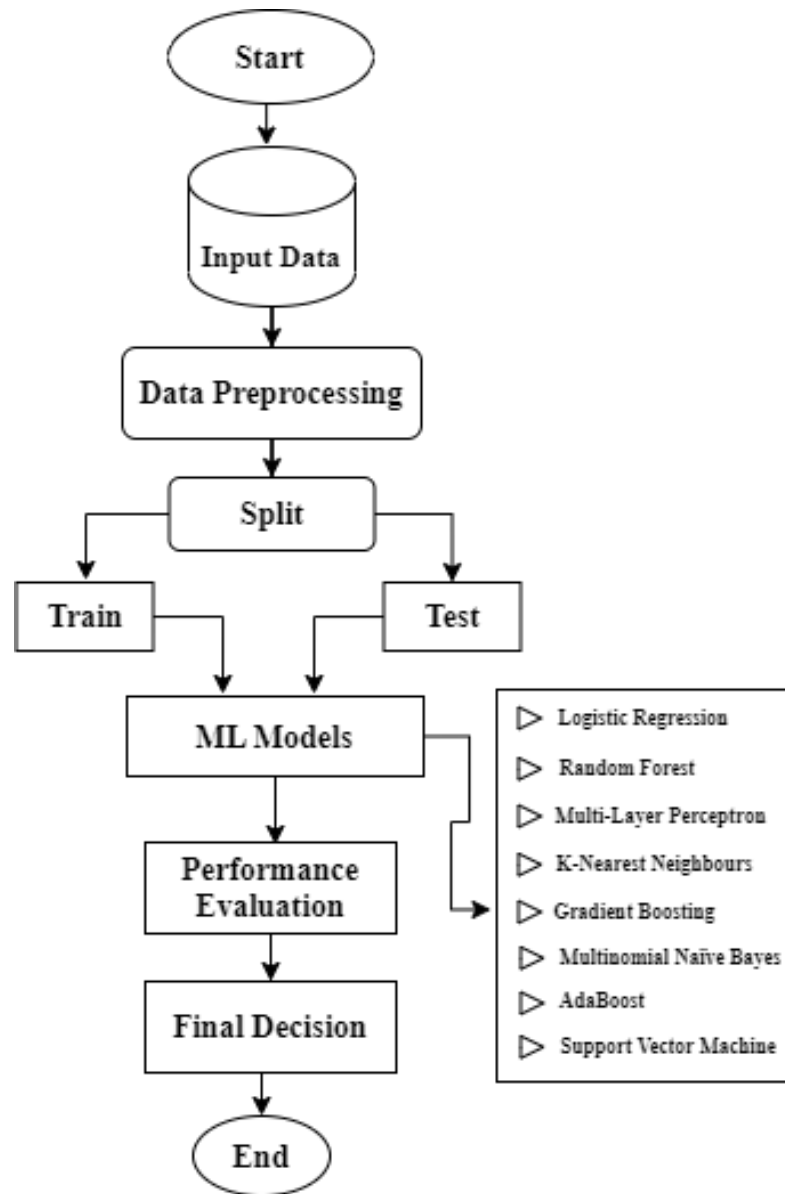 Start
Input Data
Data Preprocessing
Split
Train
Test
ML Models
Logistic Regression
Random Forest
Multi-Layer Perceptron
K-Nearest Neighbours
Gradient Boosting
Multinomial Naïve Bayes
AdaBoost
Support Vector Machine
Performance
Evaluation
Final Decision
End